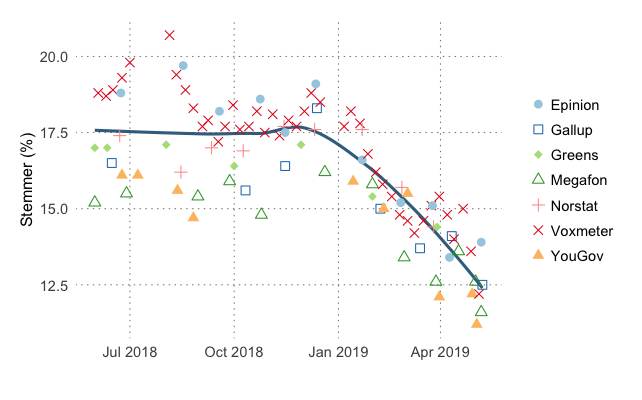 Stemmer (%)
20.0
17.5
15.0
12.5
Jul 2018
Oct 2018
Jan 2019
Apr 2019
Epinion
Gallup
Greens
Megafon
Norstat
Voxmeter
YouGov